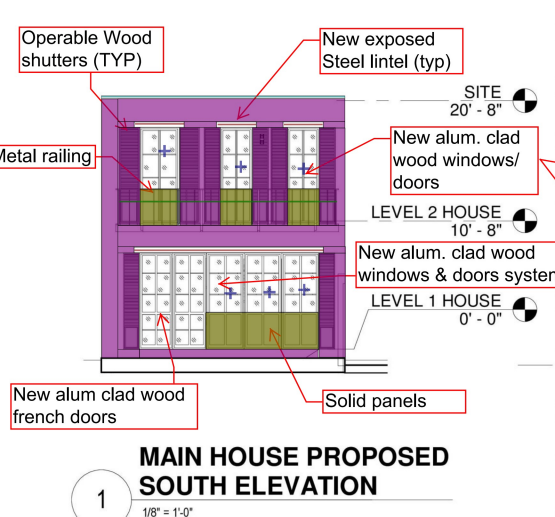 Operable Wood
shutters (TYP)
New exposed
Steel lintel (typ)
SITE
20' - 8"
New alum. clad
wood windows/
doors
Metal railing
LEVEL 2 HOUSE
10' - 8"
New alum. clad wood
windows & doors system
LEVEL 1 HOUSE
0' - 0"
New alum clad wood
french doors
Solid panels
MAIN HOUSE PROPOSED
SOUTH ELEVATION
1
1/8" = 1'-0"